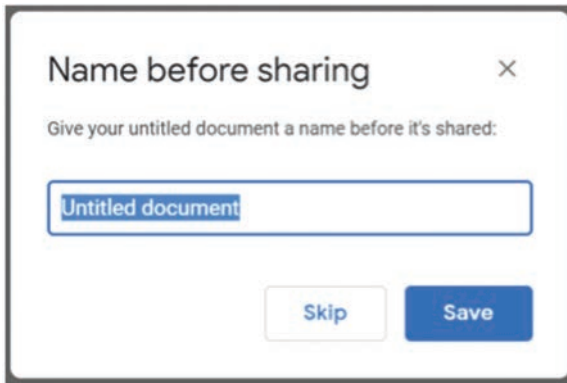 Name before sharing
Give your untitled document a name before it's shared:
Untitled document
Skip
Save